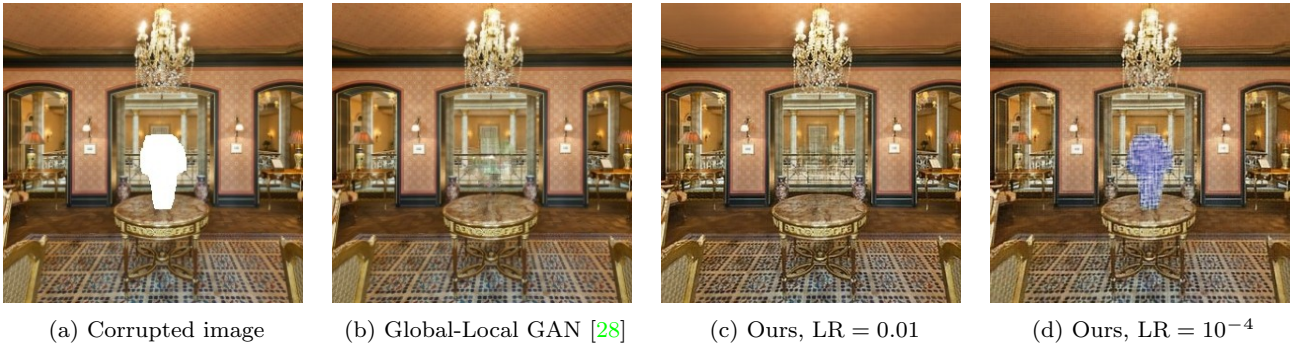 (a) Corrupted image
(b) Global-Local GAN [28]
(c) Ours, LR = 0.01
(d) Ours, LR = 10⁻⁴